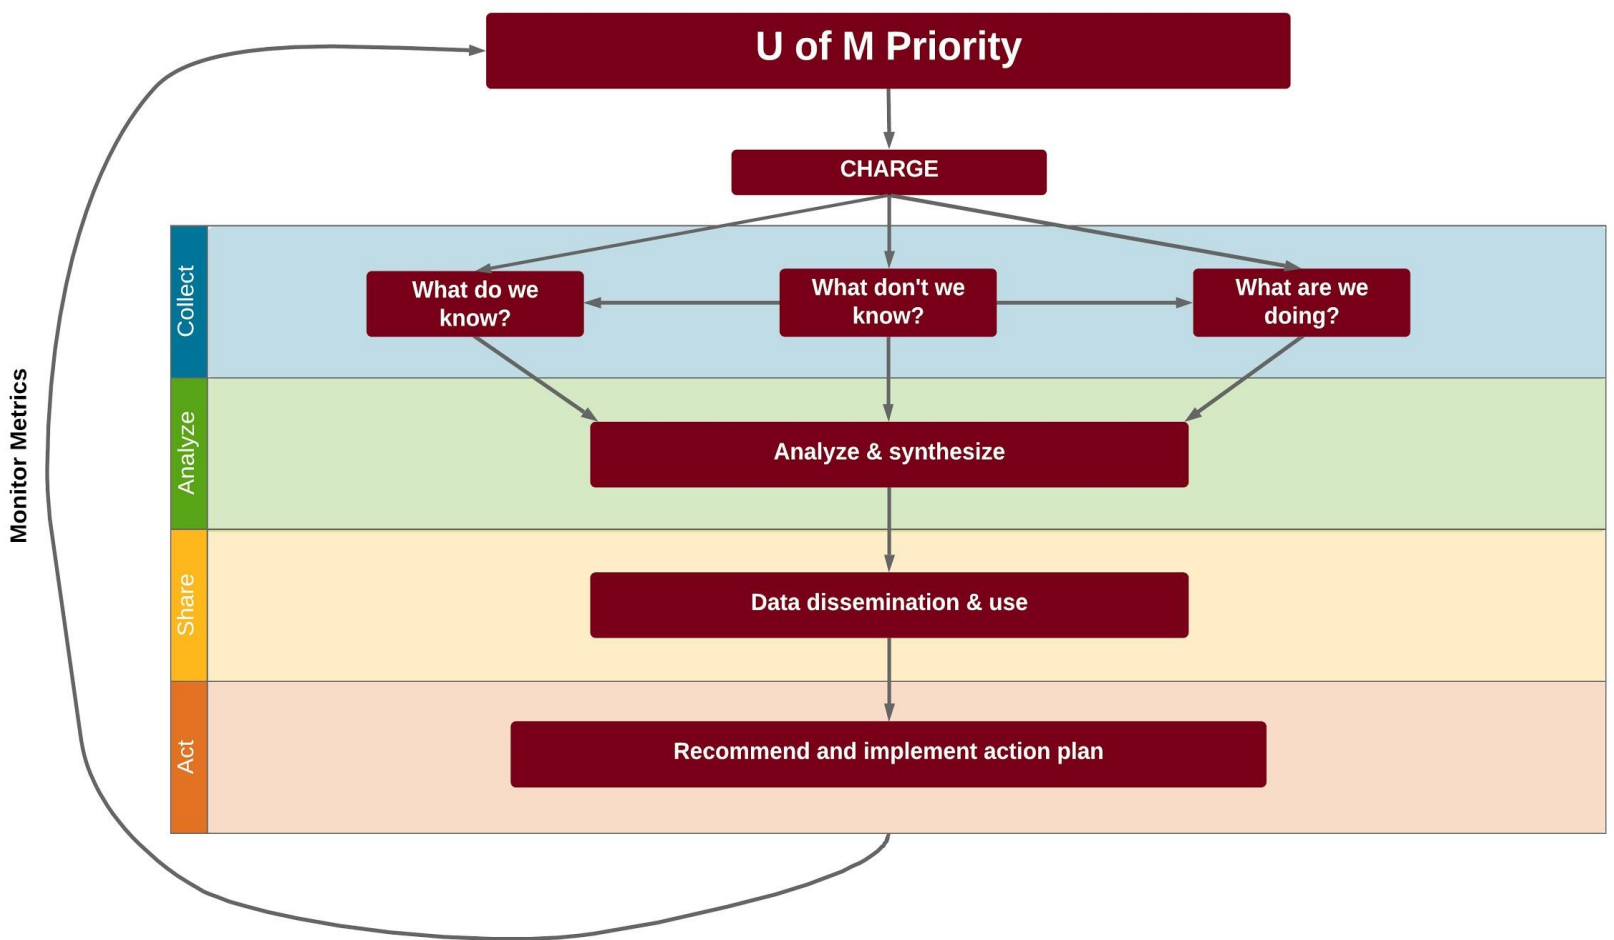 U of M Priority
CHARGE
Collect
What do we
know?
What don't we
know?
What are we
doing?
Monitor Metrics
Analyze
Analyze & synthesize
Share
Data dissemination & use
Act
Recommend and implement action plan